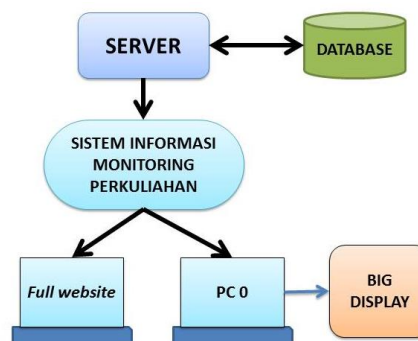 SERVER
DATABASE
SISTEM INFORMASI
MONITORING
PERKULIAHAN
Full website
PC 0
BIG
DISPLAY